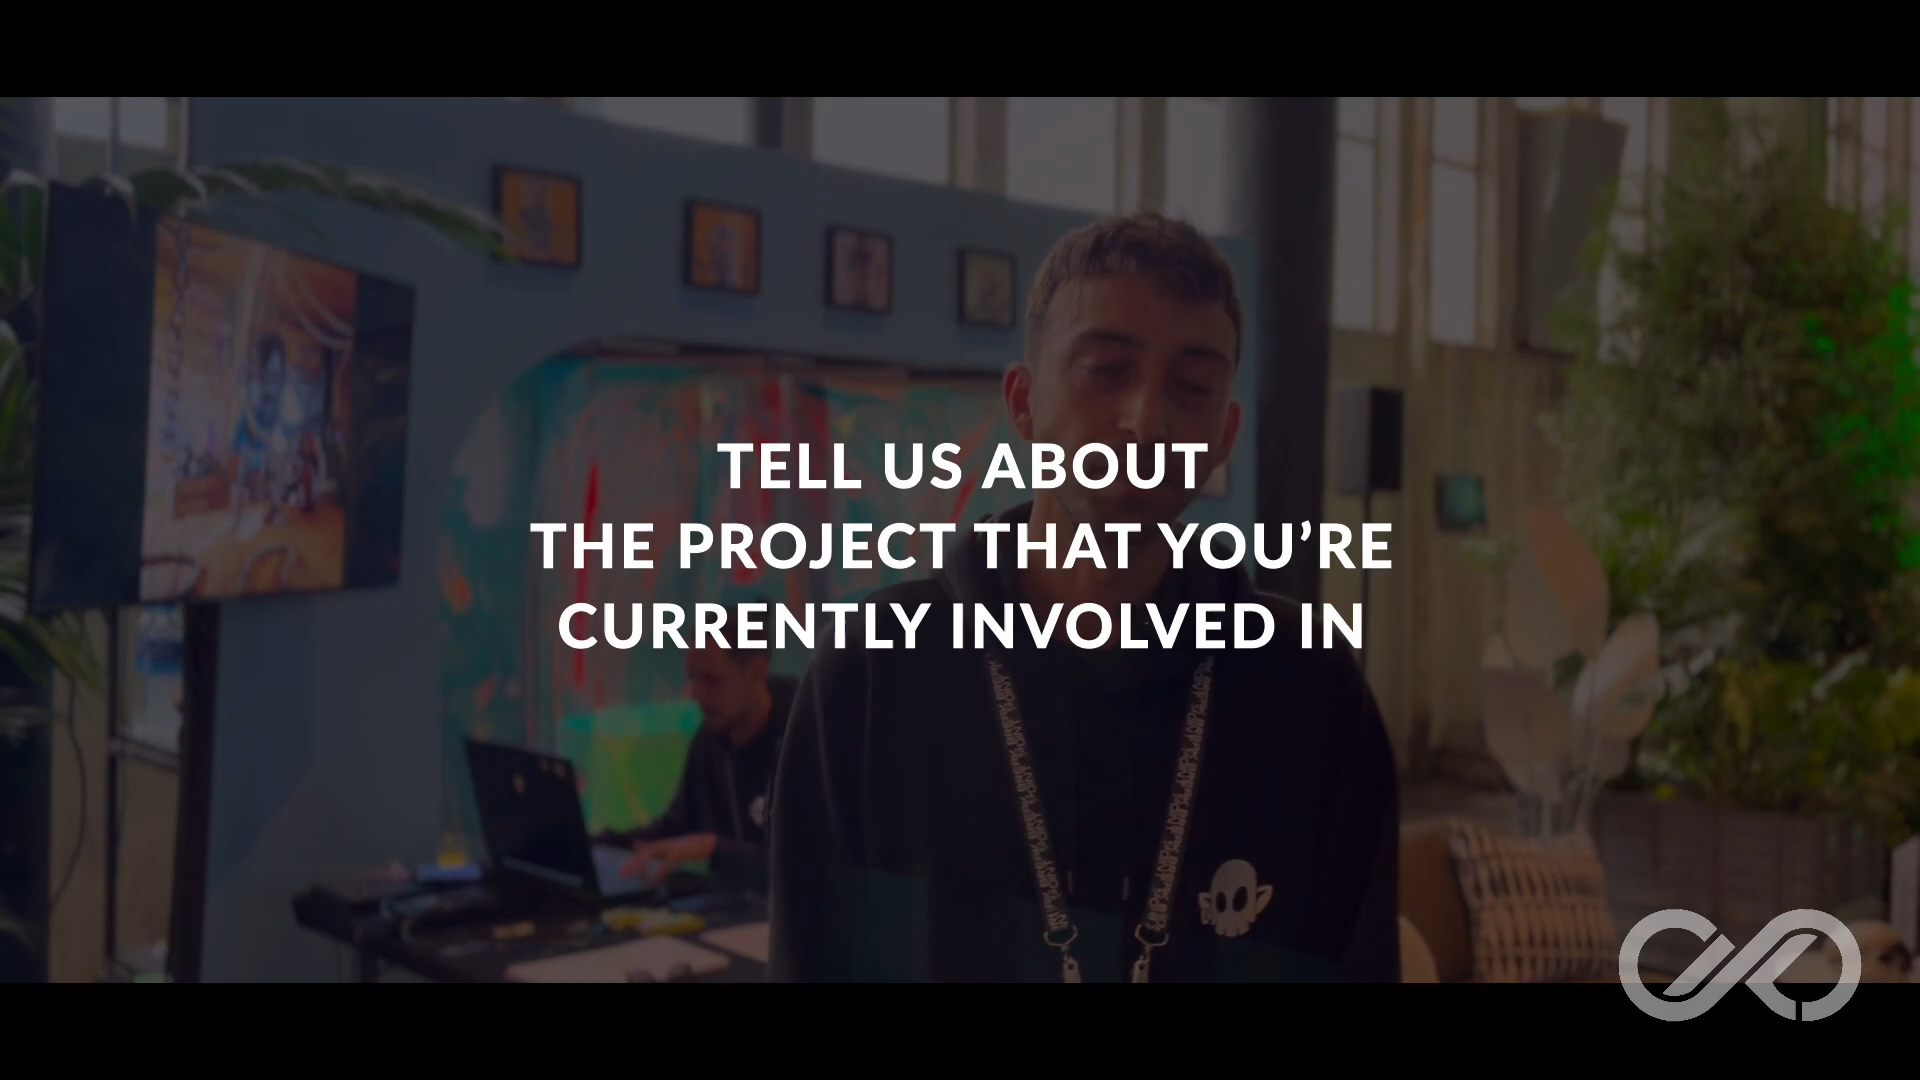 TELL US ABOUT
THE PROJECT THAT YOU’RE
CURRENTLY INVOLVED IN